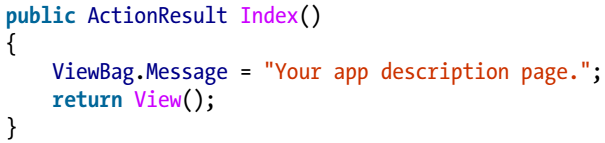 public ActionResult Index()
{
    ViewBag.Message = "Your app description page.";
    return View();
}